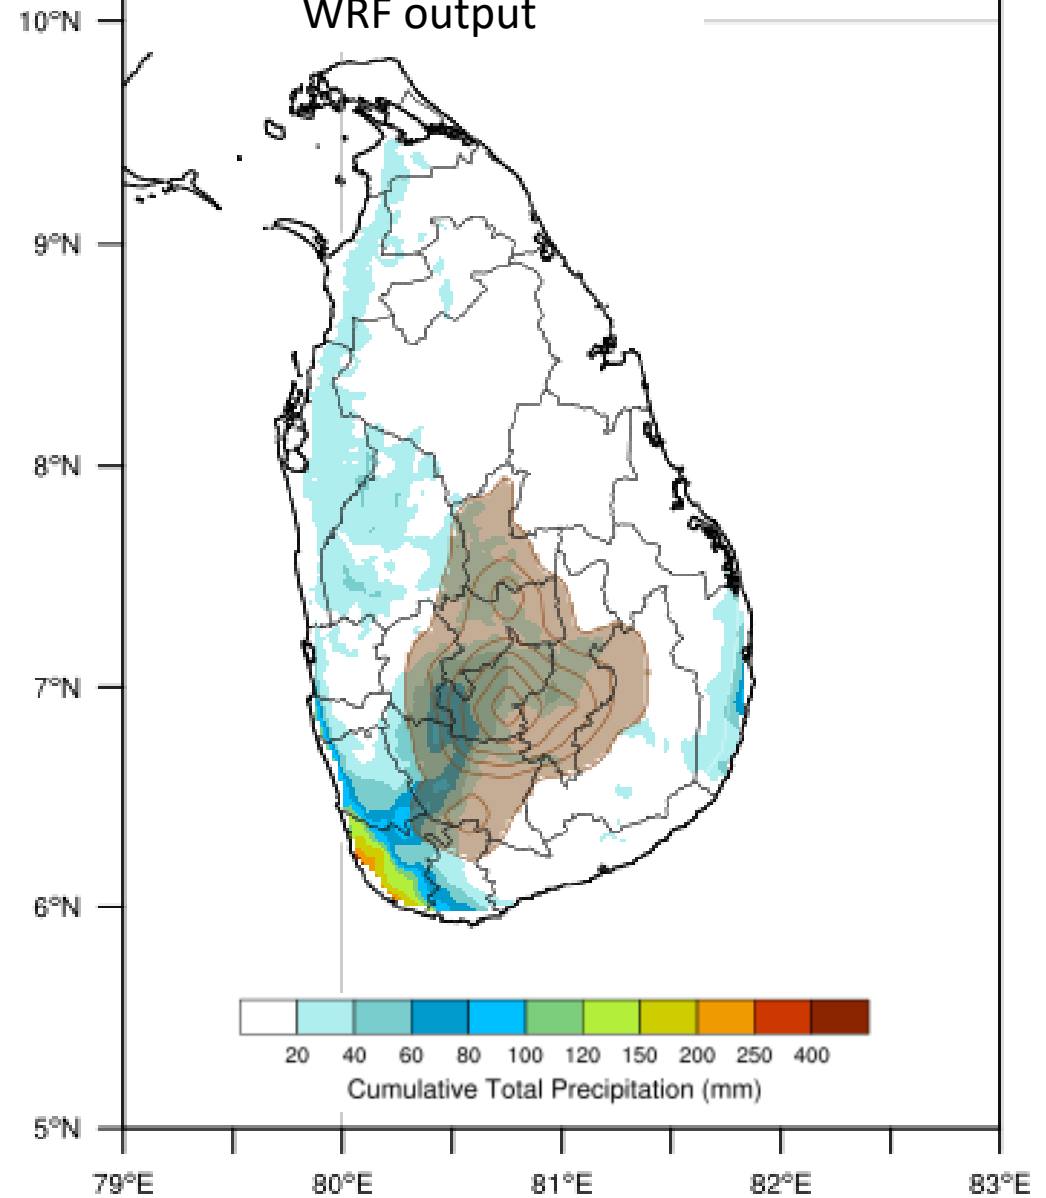 WRF output
10°N
9°N
8°N
7°N
6°N
20 40 60 80 100 120 150 200 250 400
Cumulative Total Precipitation (mm)
5°N
79°E 80°E 81°E 82°E 83°E